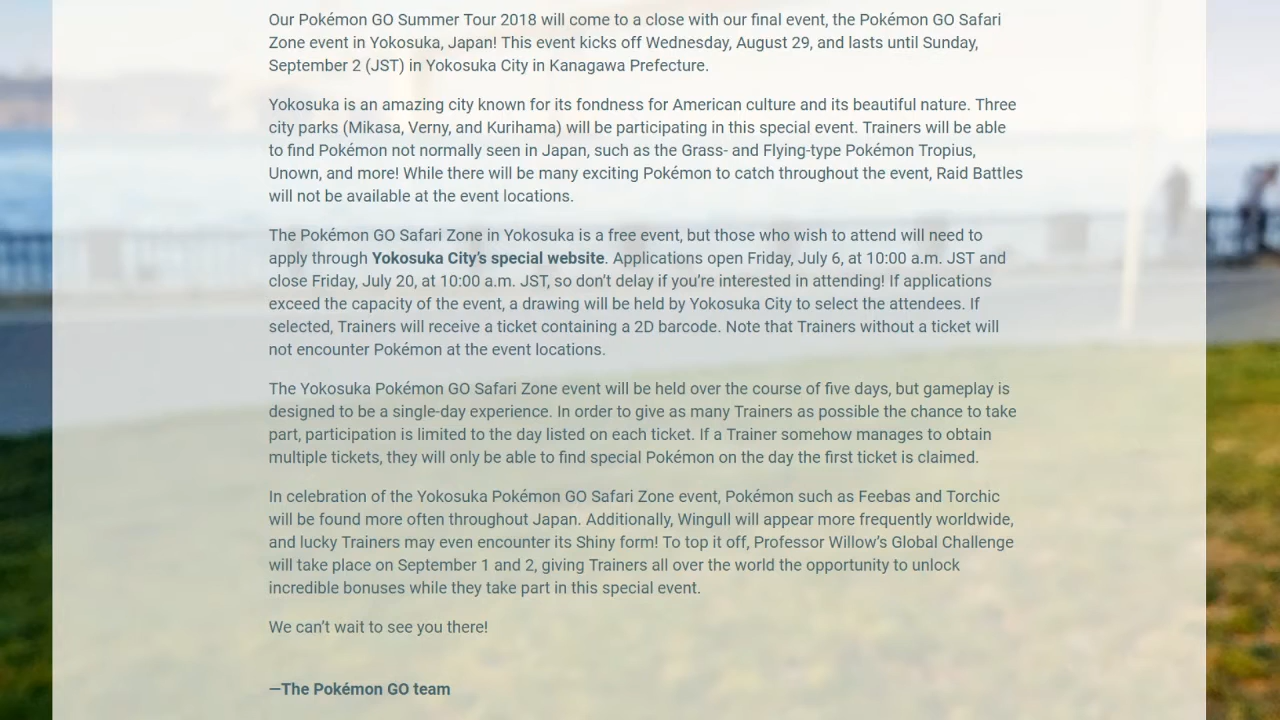 Our Pokémon GO Summer Tour 2018 will come to a close with our final event, the Pokémon GO Safari
Zone event in Yokosuka, Japan! This event kicks off Wednesday, August 29, and lasts until Sunday,
September 2 (JST) in Yokosuka City in Kanagawa Prefecture.
Yokosuka is an amazing city known for its fondness for American culture and its beautiful nature. Three
city parks (Mikasa, Verny, and Kurihama) will be participating in this special event. Trainers will be able
to find Pokémon not normally seen in Japan, such as the Grass- and Flying-type Pokémon Tropius,
Unown, and more! While there will be many exciting Pokémon to catch throughout the event, Raid Battles
will not be available at the event locations.
The Pokémon GO Safari Zone in Yokosuka is a free event, but those who wish to attend will need to
apply through Yokosuka City’s special website. Applications open Friday, July 6, at 10:00 a.m. JST and
close Friday, July 20, at 10:00 a.m. JST, so don’t delay if you’re interested in attending! If applications
exceed the capacity of the event, a drawing will be held by Yokosuka City to select the attendees. If
selected, Trainers will receive a ticket containing a 2D barcode. Note that Trainers without a ticket will
not encounter Pokémon at the event locations.
The Yokosuka Pokémon GO Safari Zone event will be held over the course of five days, but gameplay is
designed to be a single-day experience. In order to give as many Trainers as possible the chance to take
part, participation is limited to the day listed on each ticket. If a Trainer somehow manages to obtain
multiple tickets, they will only be able to find special Pokémon on the day the first ticket is claimed.
In celebration of the Yokosuka Pokémon GO Safari Zone event, Pokémon such as Feebas and Torchic
will be found more often throughout Japan. Additionally, Wingull will appear more frequently worldwide,
and lucky Trainers may even encounter its Shiny form! To top it off, Professor Willow’s Global Challenge
will take place on September 1 and 2, giving Trainers all over the world the opportunity to unlock
incredible bonuses while they take part in this special event.
We can’t wait to see you there!
—The Pokémon GO team